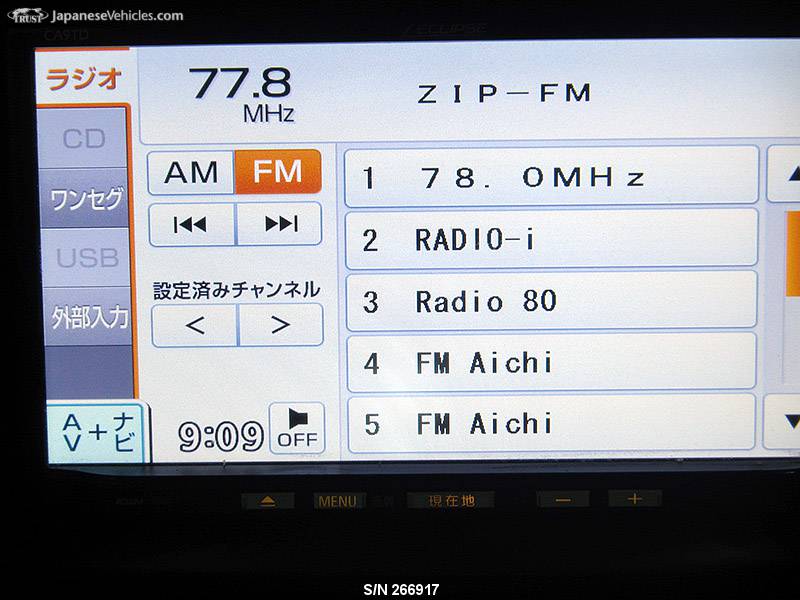 TRUST JapaneseVehicles.com
CA9TD
ECLIPSE
ラジオ
77.8
MHz
ZIP-FM
CD
ワンセグ
USB
外部入力
AV+ナビ
AM
FM
設定済みチャンネル
<
>
9:09
OFF
1 78.0MHz
2 RADIO-i
3 Radio 80
4 FM Aichi
5 FM Aichi
MENU
現在地
－
＋
S/N 266917